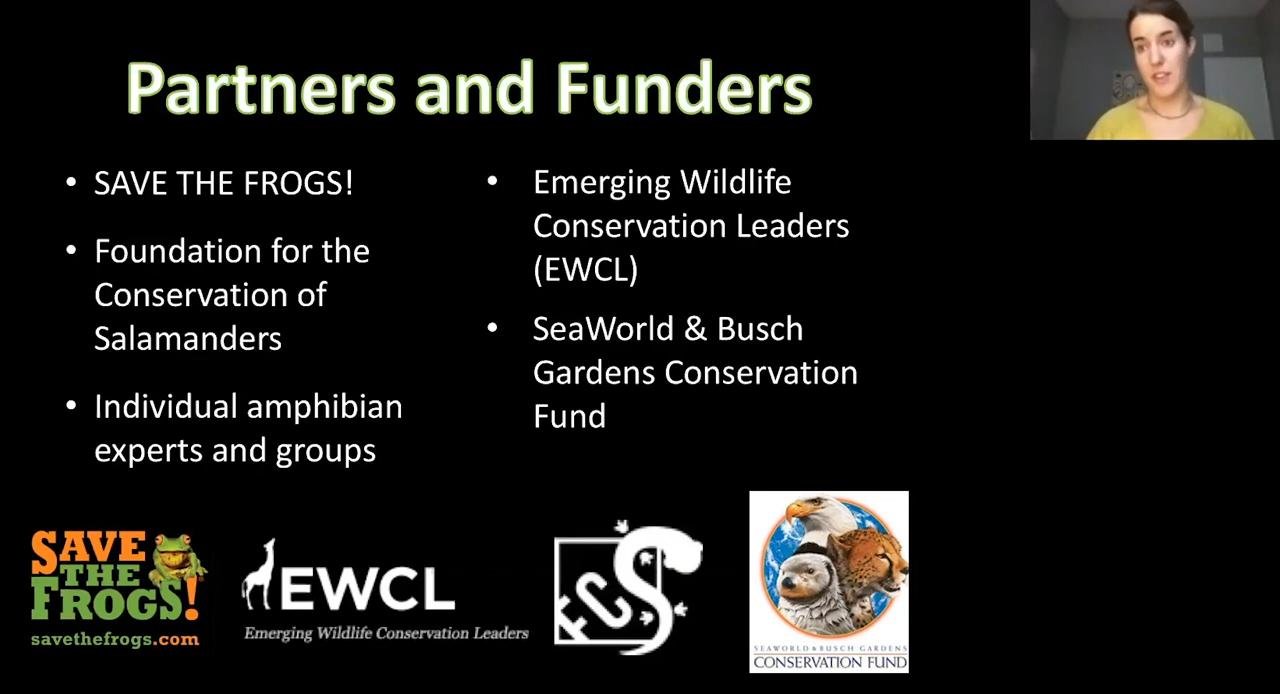 Partners and Funders
• SAVE THE FROGS!
• Foundation for the
Conservation of
Salamanders
• Individual amphibian
experts and groups
• Emerging Wildlife
Conservation Leaders
(EWCL)
• SeaWorld & Busch
Gardens Conservation
Fund
SAVE
THE
FROGS!
savethefrogs.com
EWCL
Emerging Wildlife Conservation Leaders
FCS
SEAWORLD & BUSCH GARDENS
CONSERVATION FUND